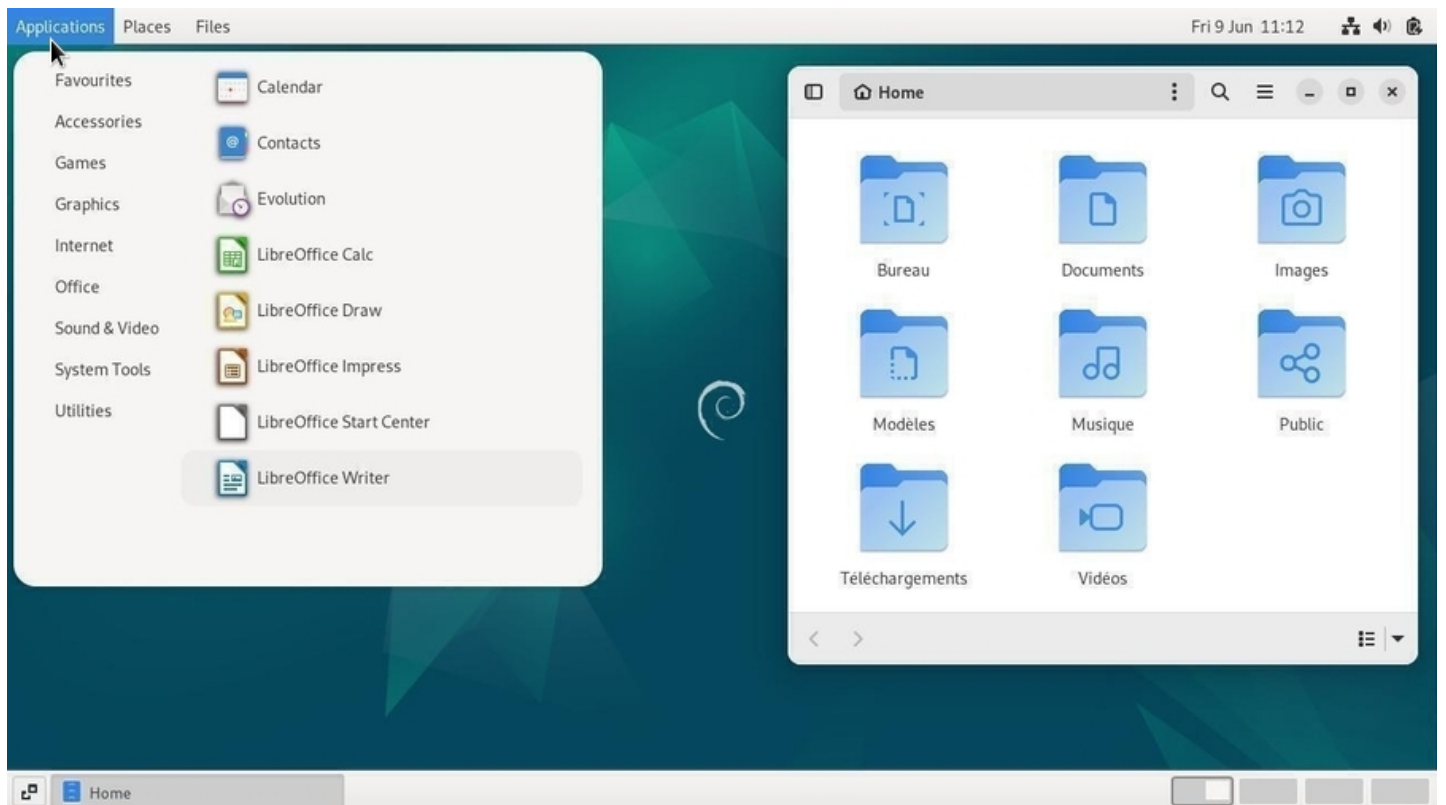 Applications Places Files
Fri 9 Jun 11:12
Favourites
Accessories
Games
Graphics
Internet
Office
Sound & Video
System Tools
Utilities
Calendar
Contacts
Evolution
LibreOffice Calc
LibreOffice Draw
LibreOffice Impress
LibreOffice Start Center
LibreOffice Writer
Home
Bureau Documents Images
Modèles Musique Public
Téléchargements Vidéos
Home